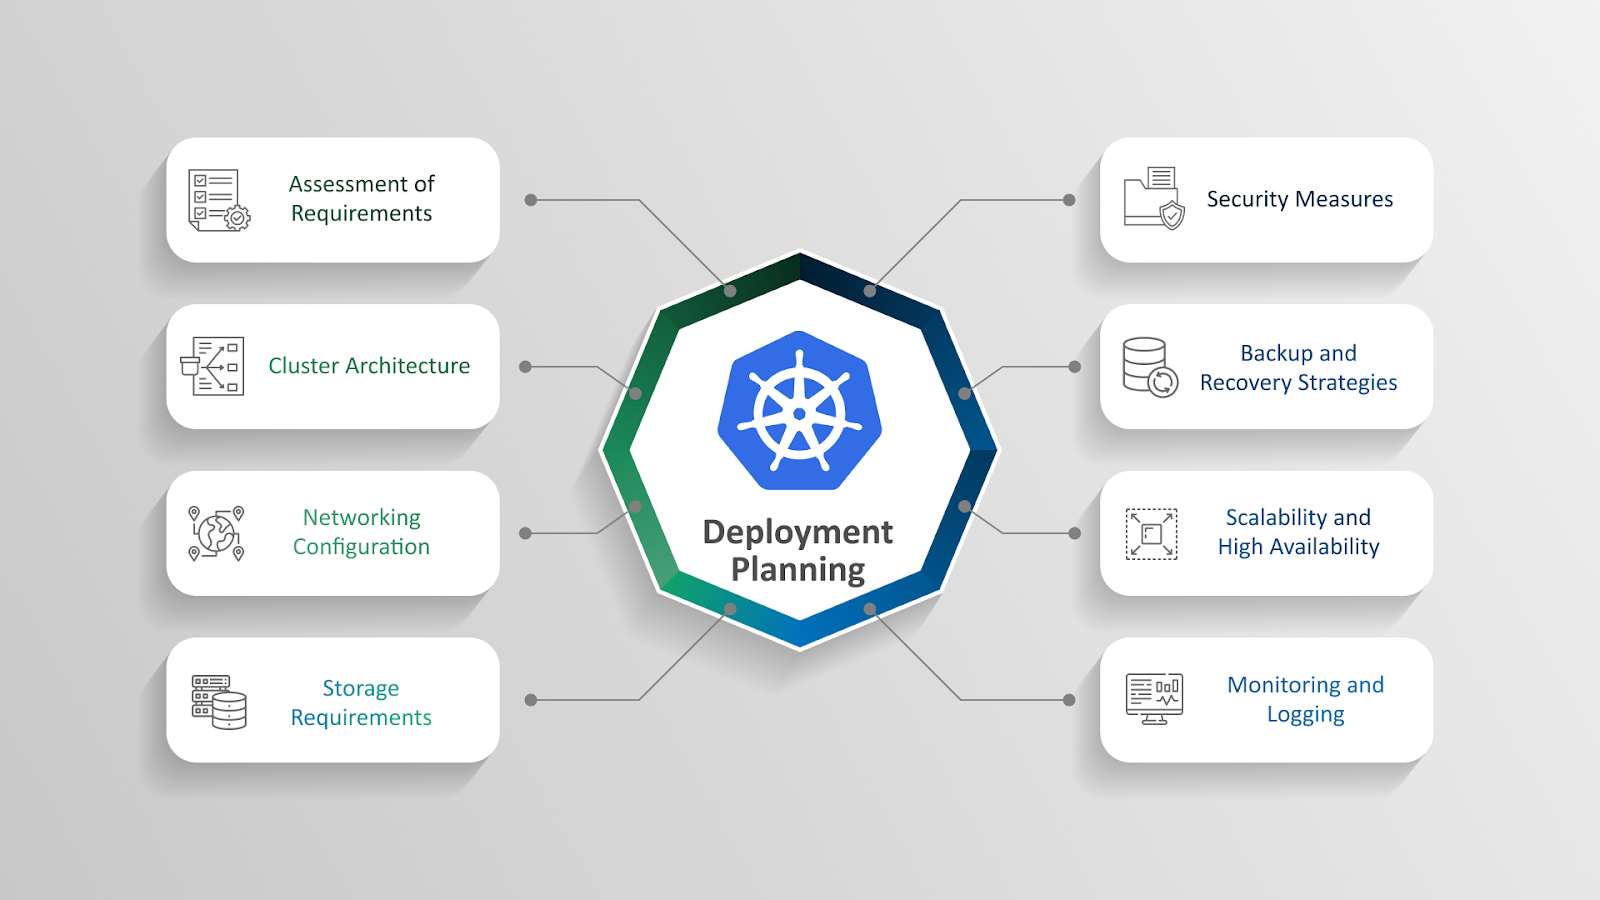 Assessment of
Requirements
Cluster Architecture
Networking
Configuration
Storage
Requirements
Deployment
Planning
Security Measures
Backup and
Recovery Strategies
Scalability and
High Availability
Monitoring and
Logging